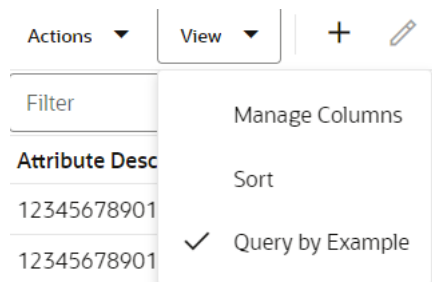 Actions View
Filter
Manage Columns
Attribute Desc
Sort
12345678901
Query by Example
12345678901